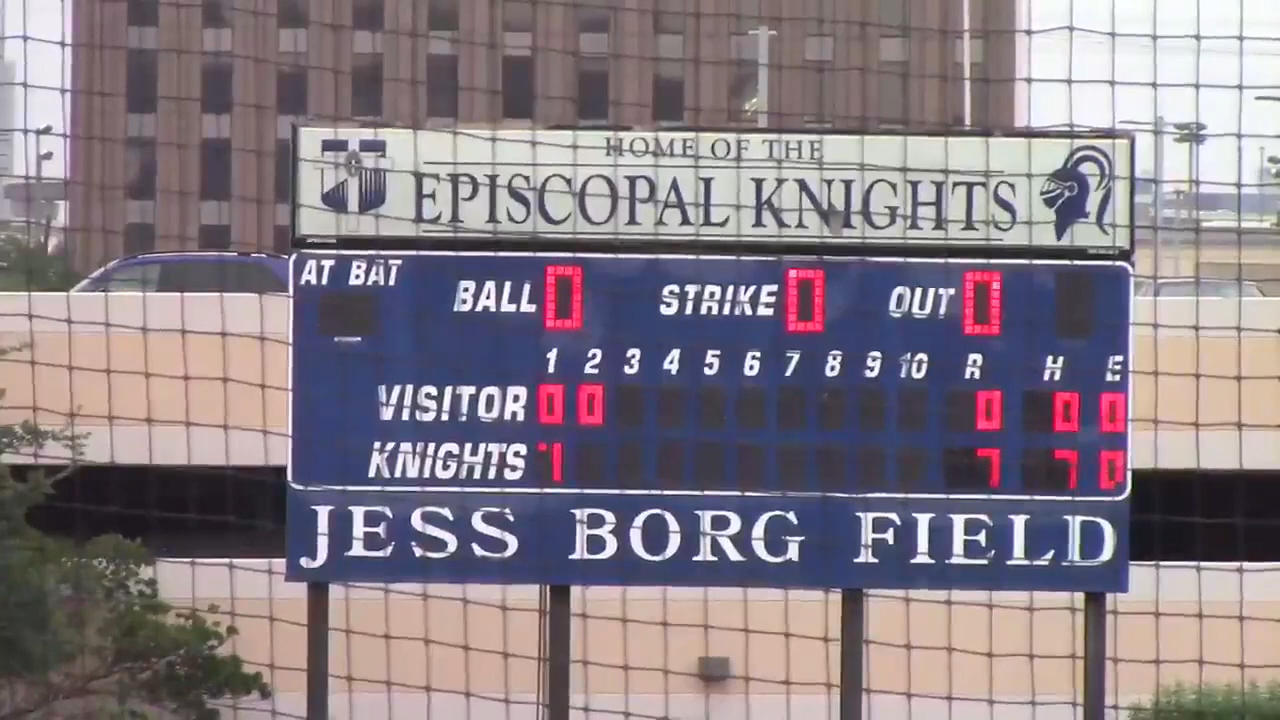 HOME OF THE
EPISCOPAL KNIGHTS
AT BAT
BALL 0 STRIKE 0 OUT 0
1 2 3 4 5 6 7 8 9 10 R H E
VISITOR 0 0 0 0 0
KNIGHTS 7 7 7 0
JESS BORG FIELD